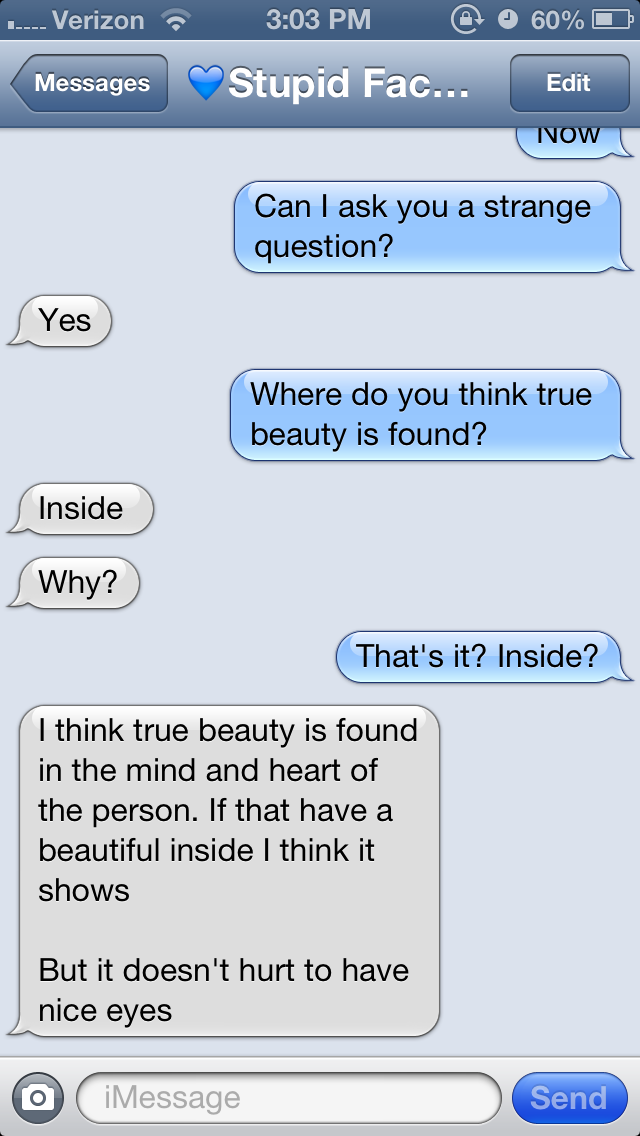 Verizon 3:03 PM 60%
Messages 💙Stupid Fac... Edit
Now
Can I ask you a strange
question?
Yes
Where do you think true
beauty is found?
Inside
Why?
That's it? Inside?
I think true beauty is found
in the mind and heart of
the person. If that have a
beautiful inside I think it
shows
But it doesn't hurt to have
nice eyes
iMessage Send